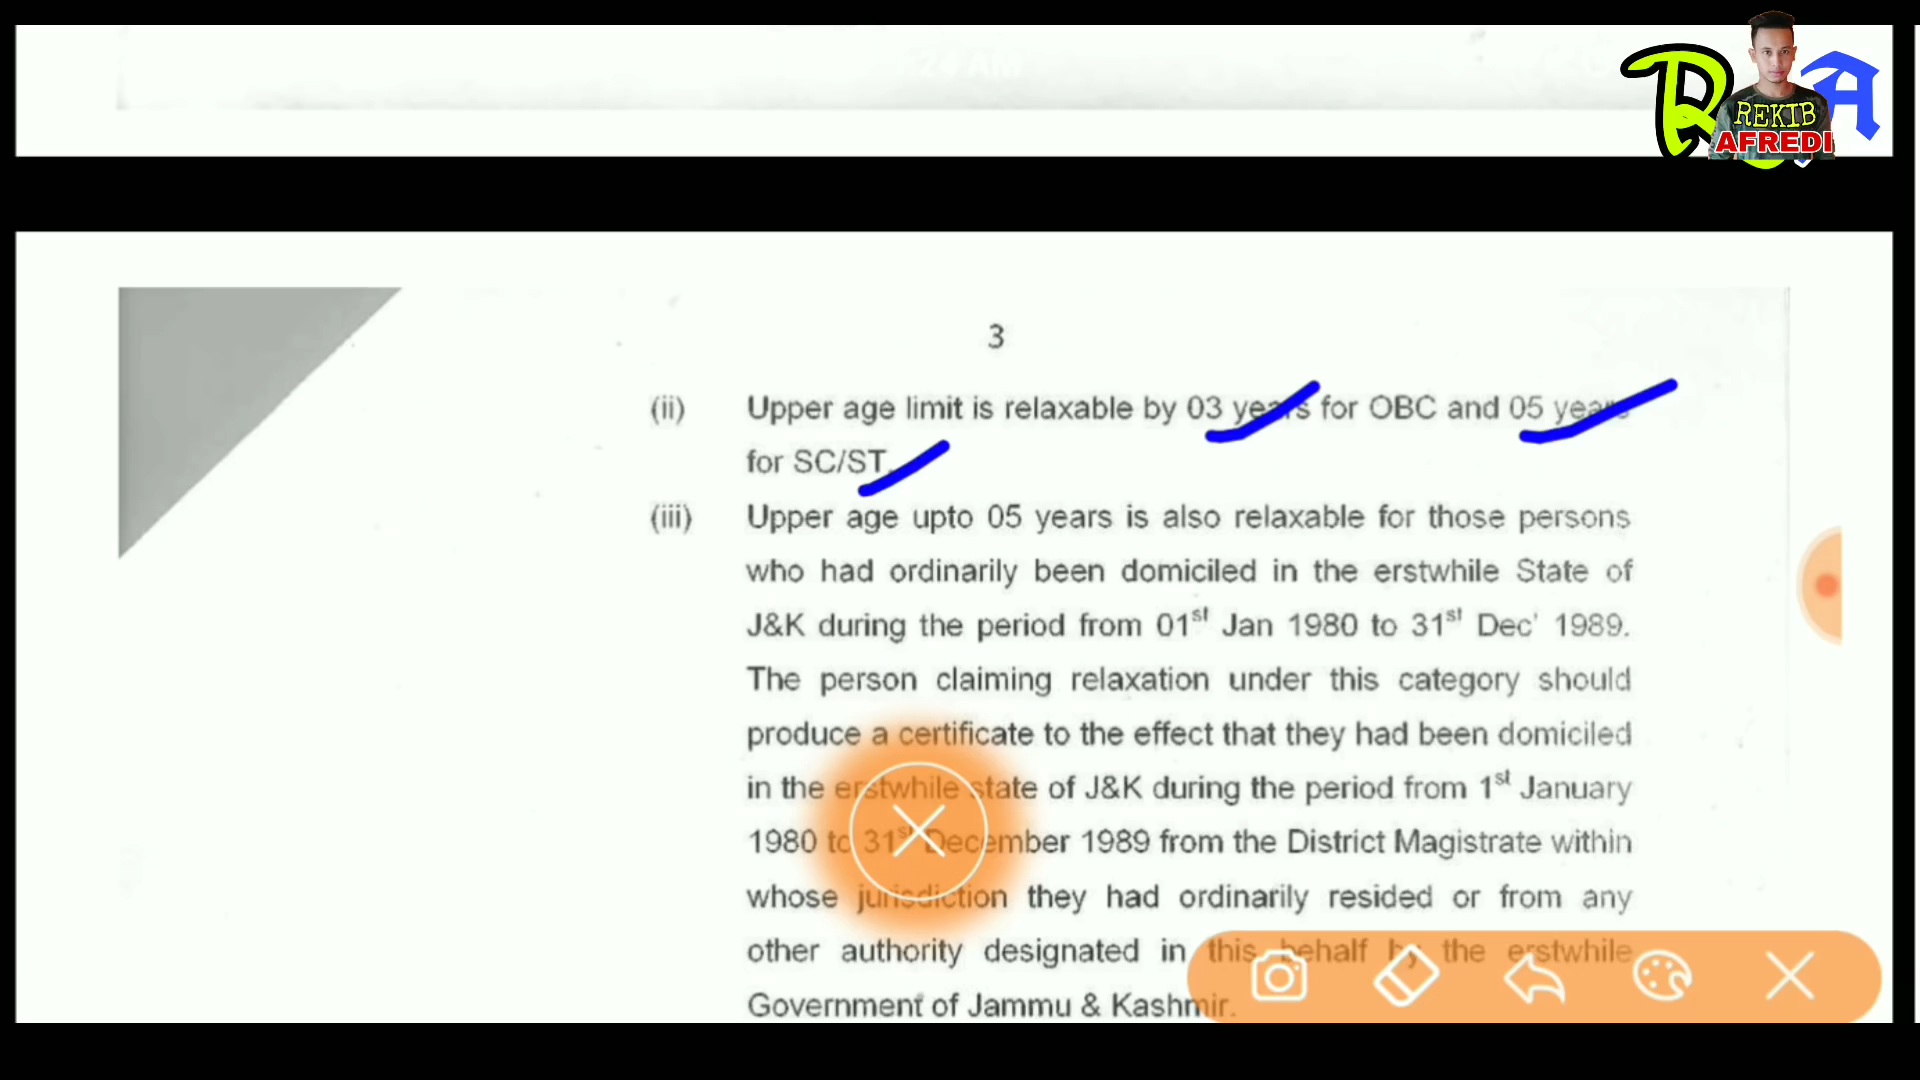 7:24 AM
R A
REKIB
AFREDI
3
(ii) Upper age limit is relaxable by 03 years for OBC and 05 years
for SC/ST.
(iii) Upper age upto 05 years is also relaxable for those persons
who had ordinarily been domiciled in the erstwhile State of
J&K during the period from 01st Jan 1980 to 31st Dec' 1989.
The person claiming relaxation under this category should
produce a certificate to the effect that they had been domiciled
in the erstwhile state of J&K during the period from 1st January
1980 to 31st December 1989 from the District Magistrate within
whose jurisdiction they had ordinarily resided or from any
other authority designated in this behalf by the erstwhile
Government of Jammu & Kashmir.